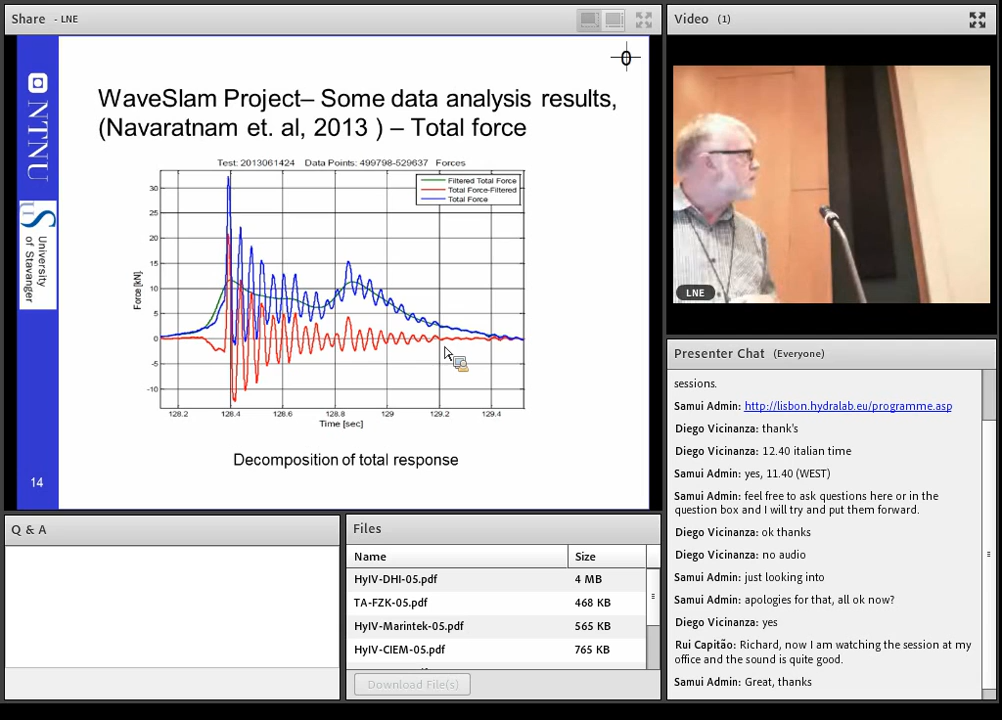 Share - LNE
NTNU
University
of Stavanger
14
WaveSlam Project– Some data analysis results,
(Navaratnam et. al, 2013 ) – Total force
Test: 2013061424 Data Points: 499798-529637 Forces
Filtered Total Force
Total Force-Filtered
Total Force
Force [kN]
30
25
20
15
10
5
0
-5
-10
128.2 128.4 128.6 128.8 129 129.2 129.4
Time [sec]
Decomposition of total response
Video (1)
LNE
Presenter Chat (Everyone)
sessions.
Samui Admin: http://lisbon.hydralab.eu/programme.asp
Diego Vicinanza: thank's
Diego Vicinanza: 12.40 italian time
Samui Admin: yes, 11.40 (WEST)
Samui Admin: feel free to ask questions here or in the
question box and I will try and put them forward.
Diego Vicinanza: ok thanks
Diego Vicinanza: no audio
Samui Admin: just looking into
Samui Admin: apologies for that, all ok now?
Diego Vicinanza: yes
Rui Capitão: Richard, now I am watching the session at my
office and the sound is quite good.
Samui Admin: Great, thanks
Q & A
Files
Name Size
HyIV-DHI-05.pdf 4 MB
TA-FZK-05.pdf 468 KB
HyIV-Marintek-05.pdf 565 KB
HyIV-CIEM-05.pdf 765 KB
Download File(s)